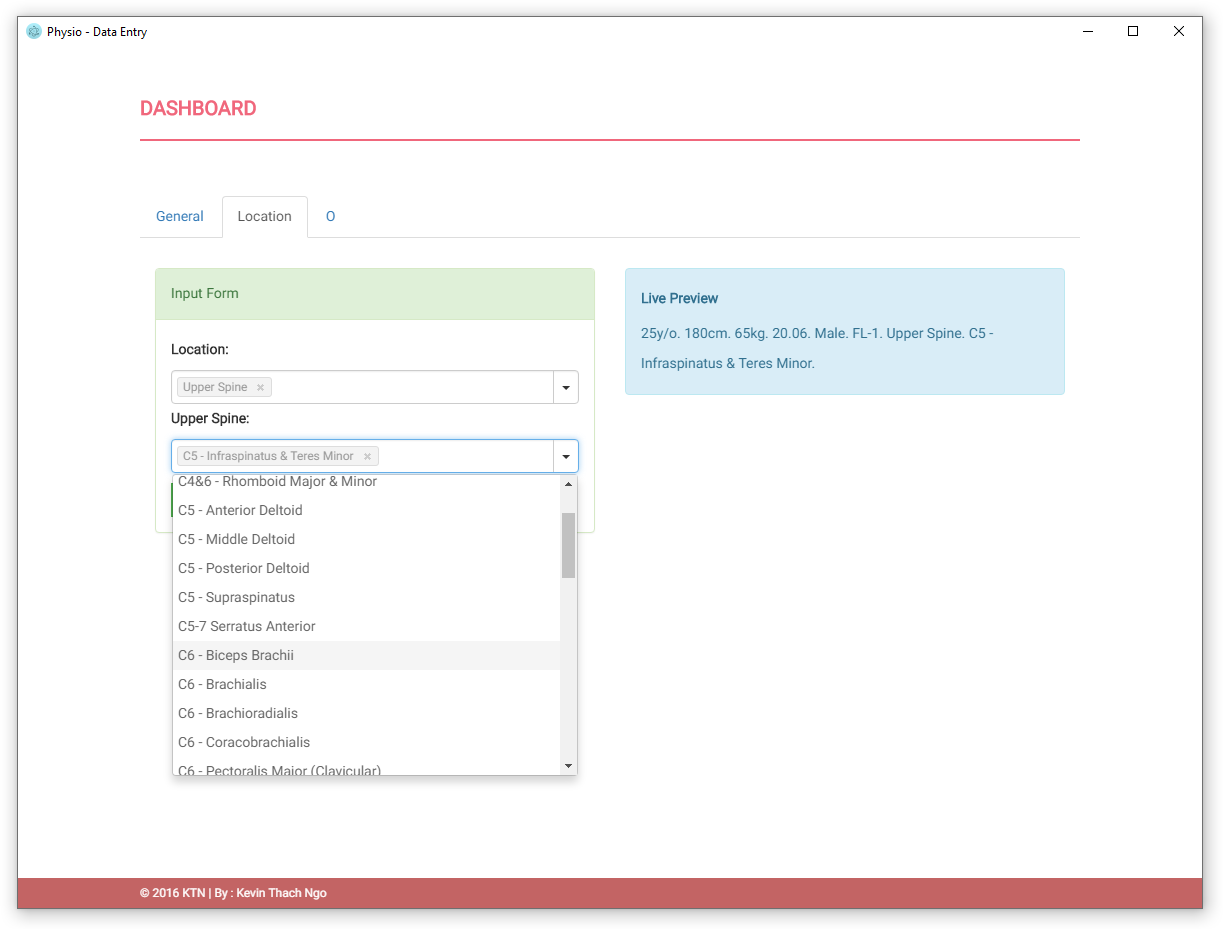 Physio - Data Entry
DASHBOARD
General
Location
O
Input Form
Location:
Upper Spine ×
Upper Spine:
C5 - Infraspinatus & Teres Minor ×
C4&6 - Rhomboid Major & Minor
C5 - Anterior Deltoid
C5 - Middle Deltoid
C5 - Posterior Deltoid
C5 - Supraspinatus
C5-7 Serratus Anterior
C6 - Biceps Brachii
C6 - Brachialis
C6 - Brachioradialis
C6 - Coracobrachialis
C6 - Pectoralis Major (Clavicular)
Live Preview
25y/o. 180cm. 65kg. 20.06. Male. FL-1. Upper Spine. C5 -
Infraspinatus & Teres Minor.
© 2016 KTN | By : Kevin Thach Ngo